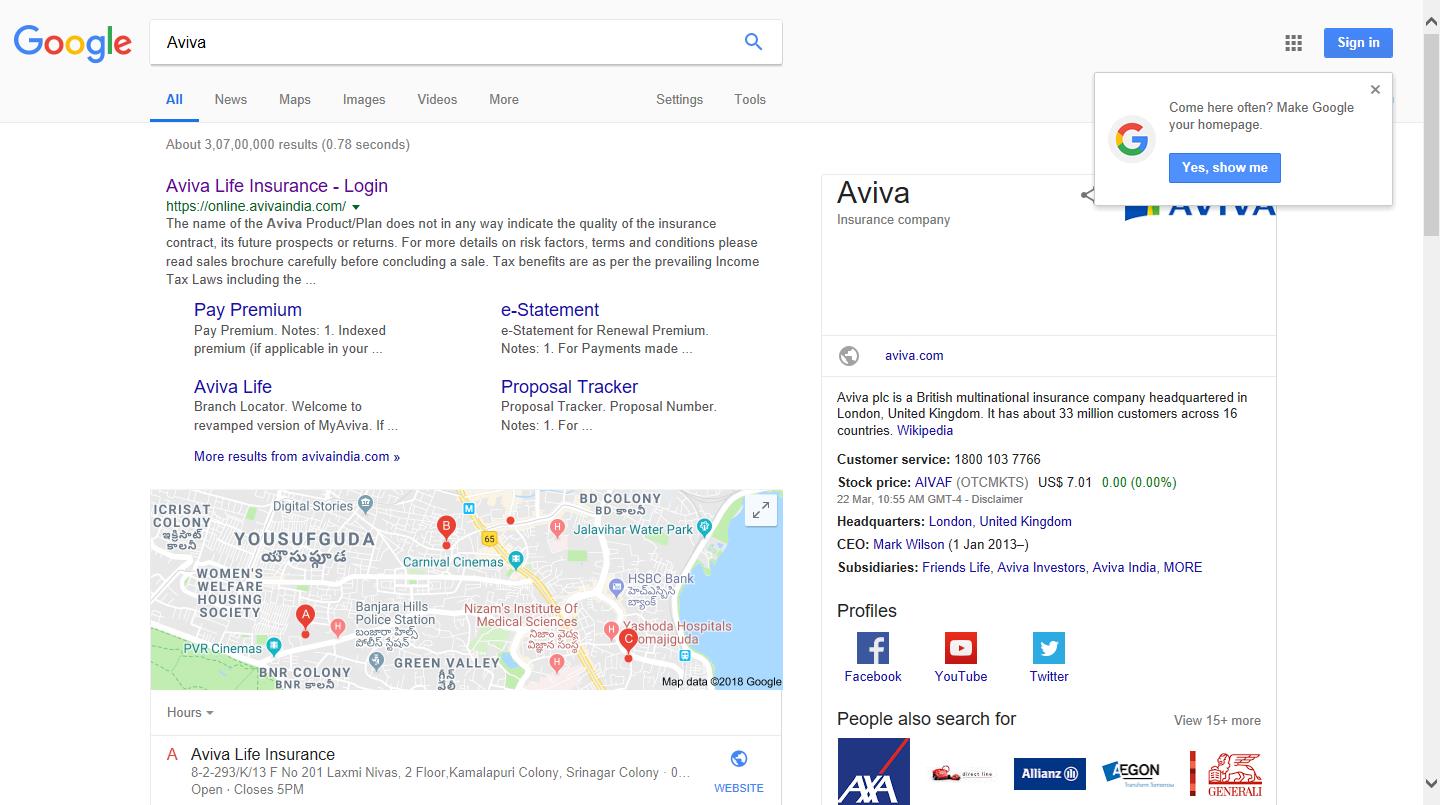 Google
Aviva
Sign in
All
News
Maps
Images
Videos
More
Settings
Tools
Come here often? Make Google
your homepage.
Yes, show me
About 3,07,00,000 results (0.78 seconds)
Aviva Life Insurance - Login
https://online.avivaindia.com/
The name of the Aviva Product/Plan does not in any way indicate the quality of the insurance
contract, its future prospects or returns. For more details on risk factors, terms and conditions please
read sales brochure carefully before concluding a sale. Tax benefits are as per the prevailing Income
Tax Laws including the ...
Pay Premium
Pay Premium. Notes: 1. Indexed
premium (if applicable in your ...
e-Statement
e-Statement for Renewal Premium.
Notes: 1. For Payments made ...
Aviva Life
Branch Locator. Welcome to
revamped version of MyAviva. If ...
Proposal Tracker
Proposal Tracker. Proposal Number.
Notes: 1. For ...
More results from avivaindia.com »
ICRISAT
COLONY
ఇక్రిసాట్
కాలనీ
Digital Stories
M
BD COLONY
BD కాలనీ
YOUSUFGUDA
యూసుఫ్గూడ
B
65
H
Jalavihar Water Park
Carnival Cinemas
WOMEN'S
WELFARE
HOUSING
SOCIETY
HSBC Bank
హెచ్ఎస్బిసి
బ్యాంక్
A
H
Banjara Hills
Police Station
బంజారా హిల్స్
పోలీస్ స్టేషన్
Nizam's Institute Of
Medical Sciences
నిజాం వైద్య
విజ్ఞాన సంస్థ
H
Yashoda Hospitals
Somajiguda
C
PVR Cinemas
BNR COLONY
BNR కాలనీ
GREEN VALLEY
గ్రీన్
వేలీ
H
Map data ©2018 Google
Hours
A
Aviva Life Insurance
8-2-293/K/13 F No 201 Laxmi Nivas, 2 Floor,Kamalapuri Colony, Srinagar Colony · 0...
Open · Closes 5PM
WEBSITE
Aviva
Insurance company
AVIVA
aviva.com
Aviva plc is a British multinational insurance company headquartered in
London, United Kingdom. It has about 33 million customers across 16
countries. Wikipedia
Customer service: 1800 103 7766
Stock price: AIVAF (OTCMKTS) US$ 7.01 0.00 (0.00%)
22 Mar, 10:55 AM GMT-4 - Disclaimer
Headquarters: London, United Kingdom
CEO: Mark Wilson (1 Jan 2013–)
Subsidiaries: Friends Life, Aviva Investors, Aviva India, MORE
Profiles
Facebook
YouTube
Twitter
People also search for
View 15+ more
AXA
direct line
Allianz
AEGON
Transform Tomorrow
GENERALI